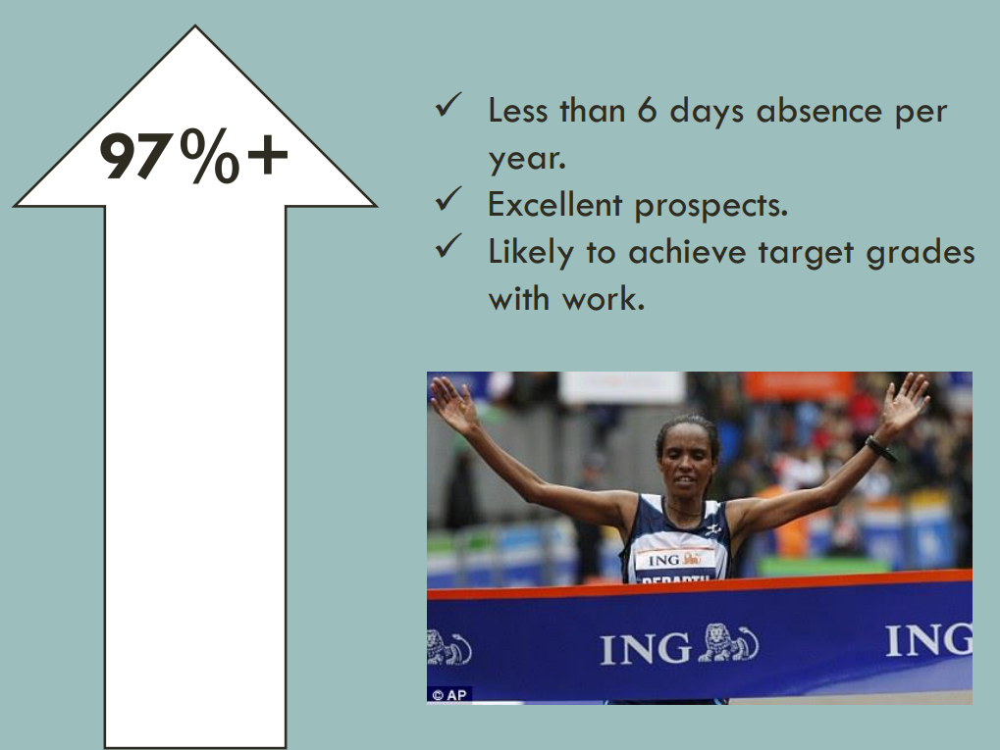 97%+
✓ Less than 6 days absence per
year.
✓ Excellent prospects.
✓ Likely to achieve target grades
with work.
ING
ING
ING
© AP